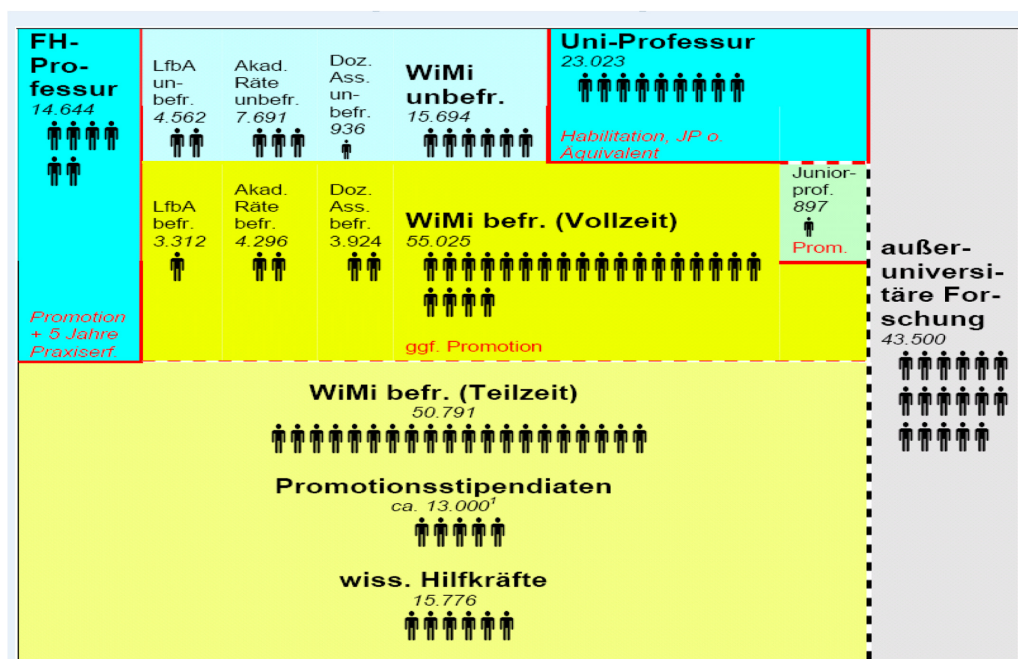 FH-
Pro-
fessur
14.644
Promotion
+ 5 Jahre
Praxiserf.
LfbA
un-
befr.
4.562
Akad.
Räte
unbefr.
7.691
Doz.
Ass.
un-
befr.
936
WiMi
unbefr.
15.694
Uni-Professur
23.023
Habilitation, JP o.
Äquivalent
LfbA
befr.
3.312
Akad.
Räte
befr.
4.296
Doz.
Ass.
befr.
3.924
WiMi befr. (Vollzeit)
55.025
ggf. Promotion
Junior-
prof.
897
Prom.
außer-
universi-
täre For-
schung
43.500
WiMi befr. (Teilzeit)
50.791
Promotionsstipendiaten
ca. 13.000¹
wiss. Hilfkräfte
15.776